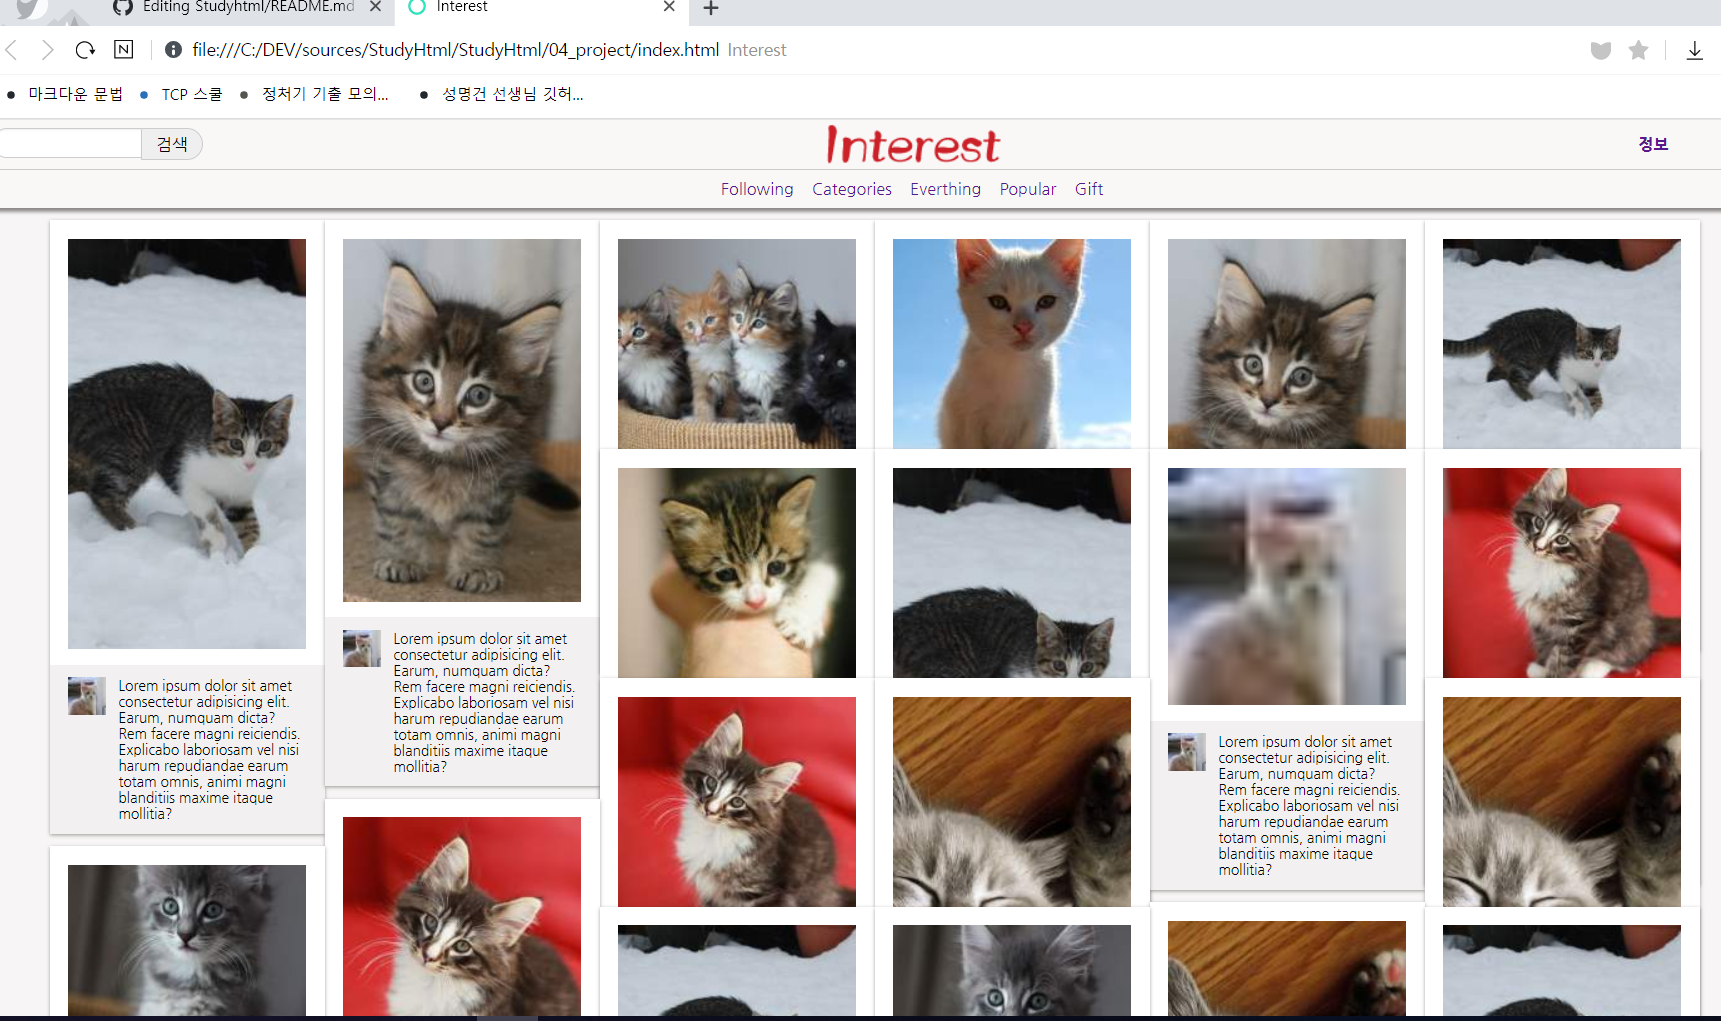 Editing Studyhtml/README.md
Interest
file:///C:/DEV/sources/StudyHtml/StudyHtml/04_project/index.html Interest
마크다운 문법
TCP 스쿨
정처기 기출 모의...
성명건 선생님 깃허...
검색
Interest
정보
Following
Categories
Everthing
Popular
Gift
Lorem ipsum dolor sit amet
consectetur adipisicing elit.
Earum, numquam dicta?
Rem facere magni reiciendis.
Explicabo laboriosam vel nisi
harum repudiandae earum
totam omnis, animi magni
blanditiis maxime itaque
mollitia?
Lorem ipsum dolor sit amet
consectetur adipisicing elit.
Earum, numquam dicta?
Rem facere magni reiciendis.
Explicabo laboriosam vel nisi
harum repudiandae earum
totam omnis, animi magni
blanditiis maxime itaque
mollitia?
Lorem ipsum dolor sit amet
consectetur adipisicing elit.
Earum, numquam dicta?
Rem facere magni reiciendis.
Explicabo laboriosam vel nisi
harum repudiandae earum
totam omnis, animi magni
blanditiis maxime itaque
mollitia?